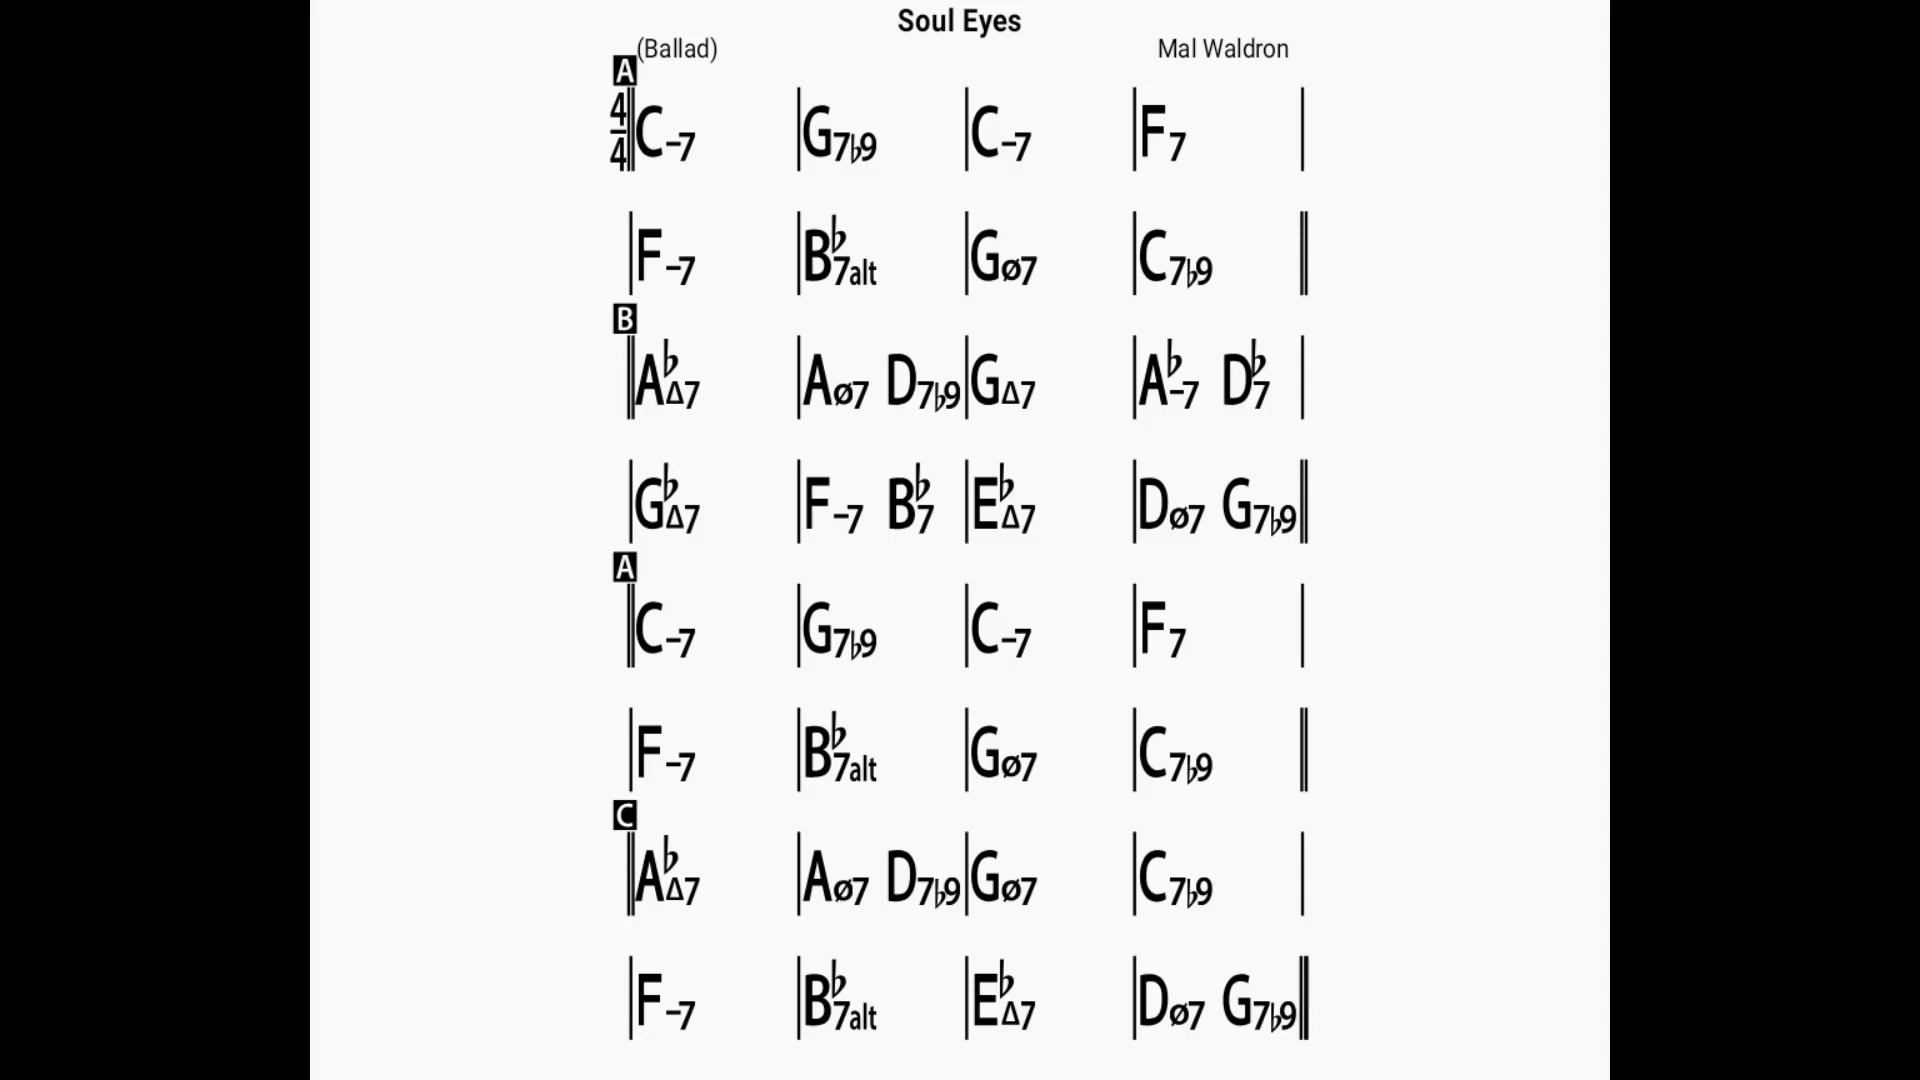 Soul Eyes
(Ballad) Mal Waldron
A
4/4 C-7 G7♭9 C-7 F7
F-7 B♭7alt Gø7 C7♭9
B
A♭Δ7 Aø7 D7♭9 GΔ7 A♭-7 D♭7
G♭Δ7 F-7 B♭7 E♭Δ7 Dø7 G7♭9
A
C-7 G7♭9 C-7 F7
F-7 B♭7alt Gø7 C7♭9
C
A♭Δ7 Aø7 D7♭9 Gø7 C7♭9
F-7 B♭7alt E♭Δ7 Dø7 G7♭9